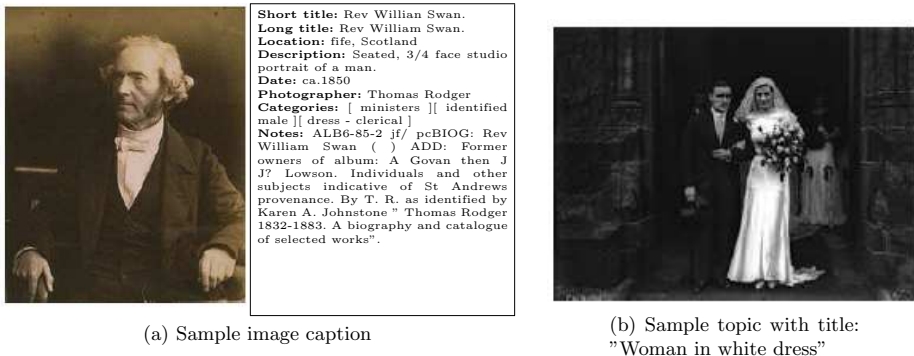 Short title: Rev Willian Swan.
Long title: Rev William Swan.
Location: fife, Scotland
Description: Seated, 3/4 face studio
portrait of a man.
Date: ca.1850
Photographer: Thomas Rodger
Categories: [ ministers ][ identified
male ][ dress - clerical ]
Notes: ALB6-85-2 jf/ pcBIOG: Rev
William Swan ( ) ADD: Former
owners of album: A Govan then J
J? Lowson. Individuals and other
subjects indicative of St Andrews
provenance. By T. R. as identified by
Karen A. Johnstone " Thomas Rodger
1832-1883. A biography and catalogue
of selected works".
(a) Sample image caption
(b) Sample topic with title:
"Woman in white dress"